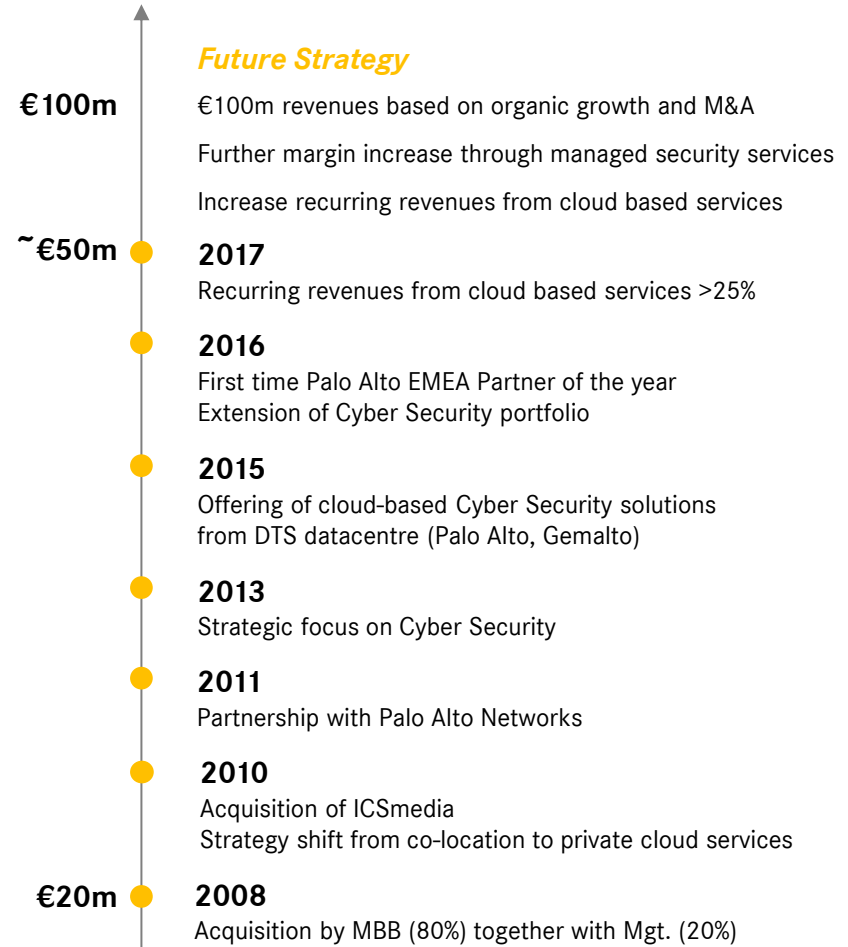 Future Strategy
€100m
€100m revenues based on organic growth and M&A
Further margin increase through managed security services
Increase recurring revenues from cloud based services
~€50m
2017
Recurring revenues from cloud based services >25%
2016
First time Palo Alto EMEA Partner of the year
Extension of Cyber Security portfolio
2015
Offering of cloud-based Cyber Security solutions
from DTS datacentre (Palo Alto, Gemalto)
2013
Strategic focus on Cyber Security
2011
Partnership with Palo Alto Networks
2010
Acquisition of ICSmedia
Strategy shift from co-location to private cloud services
€20m
2008
Acquisition by MBB (80%) together with Mgt. (20%)